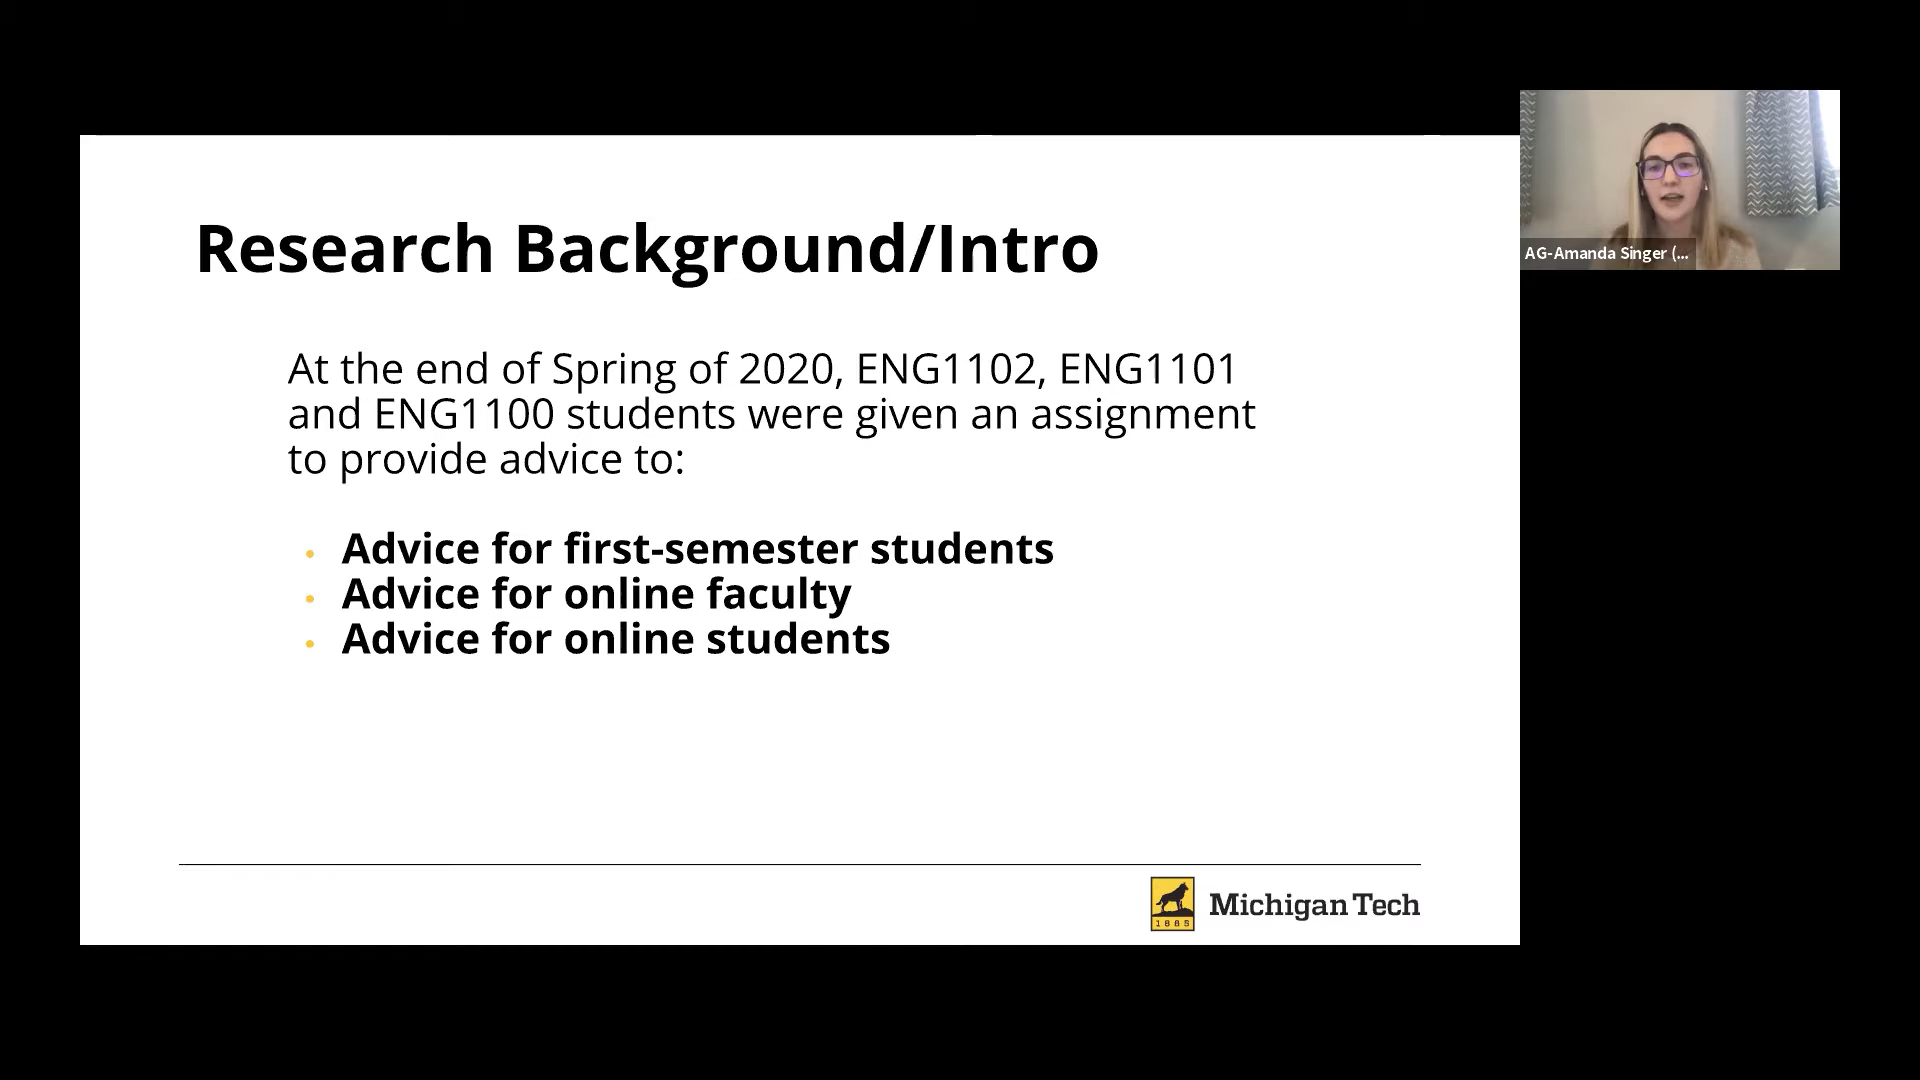 Research Background/Intro
At the end of Spring of 2020, ENG1102, ENG1101
and ENG1100 students were given an assignment
to provide advice to:
• Advice for first-semester students
• Advice for online faculty
• Advice for online students
1885
Michigan Tech
AG-Amanda Singer (...